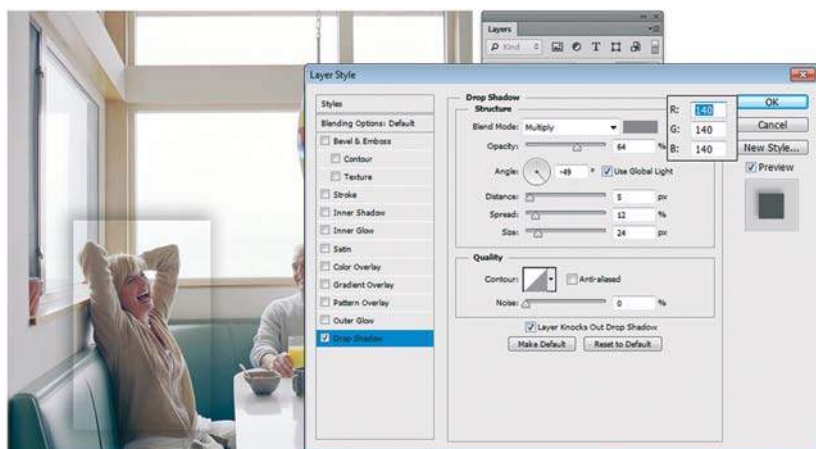 Layers
Kind
Layer Style
Styles
Blending Options: Default
Bevel & Emboss
Contour
Texture
Stroke
Inner Shadow
Inner Glow
Satin
Color Overlay
Gradient Overlay
Pattern Overlay
Outer Glow
Drop Shadow
Drop Shadow
Structure
Blend Mode: Multiply
Opacity: 64 %
Angle: -49 ° Use Global Light
Distance: 5 px
Spread: 12 %
Size: 24 px
Quality
Contour: Anti-aliased
Noise: 0 %
Layer Knocks Out Drop Shadow
Make Default Reset to Default
R: 140
G: 140
B: 140
OK
Cancel
New Style...
Preview